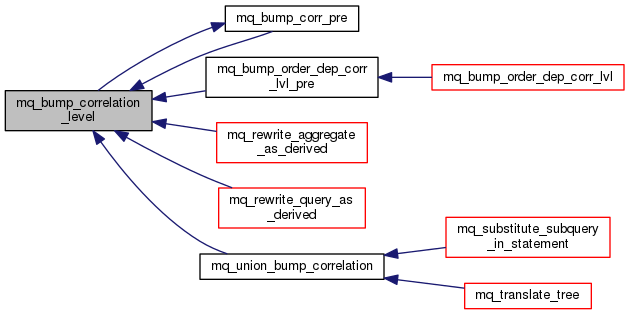 mq_bump_corr_pre
mq_bump_order_dep_corr
_lvl_pre
mq_bump_order_dep_corr_lvl
mq_bump_correlation
_level
mq_rewrite_aggregate
_as_derived
mq_rewrite_query_as
_derived
mq_substitute_subquery
_in_statement
mq_union_bump_correlation
mq_translate_tree